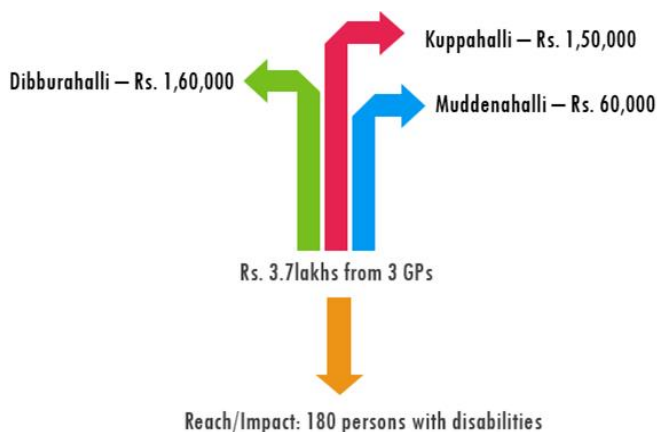 Kuppahalli – Rs. 1,50,000
Dibburahalli – Rs. 1,60,000
Muddenahalli – Rs. 60,000
Rs. 3.7lakhs from 3 GPs
Reach/Impact: 180 persons with disabilities